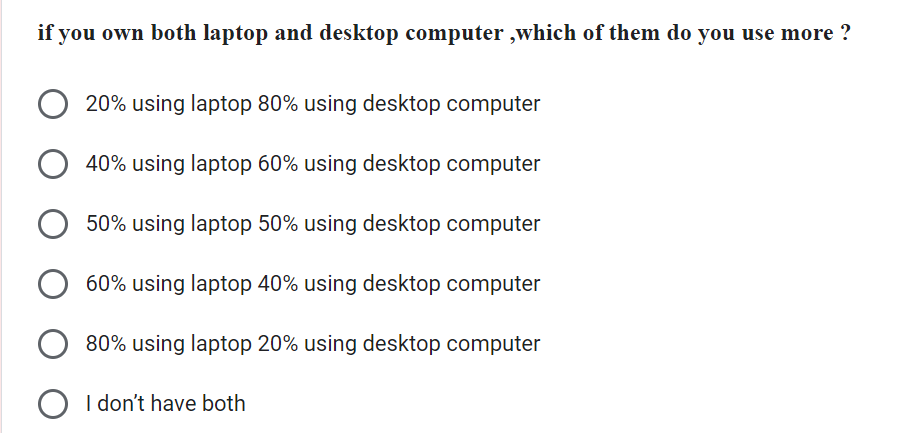 if you own both laptop and desktop computer ,which of them do you use more ?
20% using laptop 80% using desktop computer
40% using laptop 60% using desktop computer
50% using laptop 50% using desktop computer
60% using laptop 40% using desktop computer
80% using laptop 20% using desktop computer
I don't have both